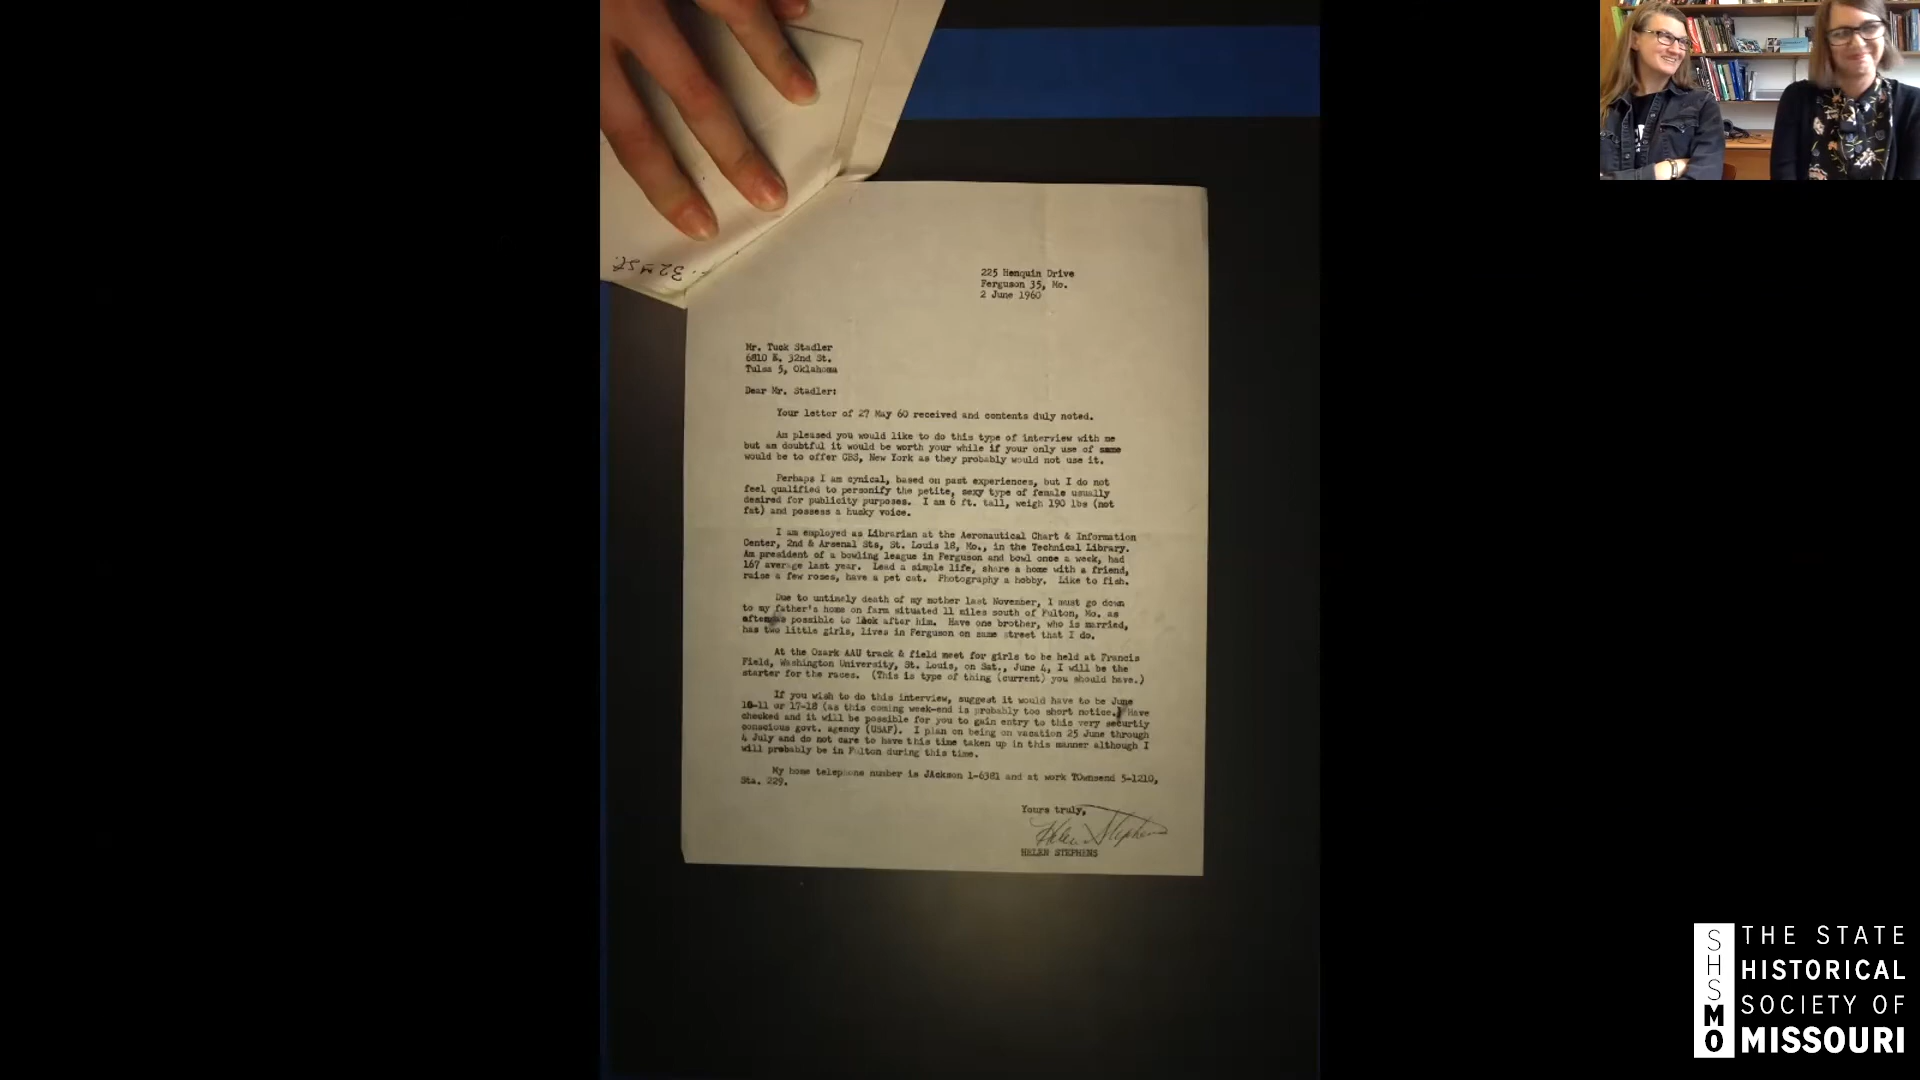 32nd St.
225 Henquin Drive
Ferguson 35, Mo.
2 June 1960
Mr. Tuck Stadler
6810 E. 32nd St.
Tulsa 5, Oklahoma
Dear Mr. Stadler:
Your letter of 27 May 60 received and contents duly noted.
Am pleased you would like to do this type of interview with me
but am doubtful it would be worth your while if your only use of same
would be to offer CBS, New York as they probably would not use it.
Perhaps I am cynical, based on past experiences, but I do not
feel qualified to personify the petite, sexy type of female usually
desired for publicity purposes. I am 6 ft. tall, weigh 190 lbs (not
fat) and possess a husky voice.
I am employed as Librarian at the Aeronautical Chart & Information
Center, 2nd & Arsenal Sts, St. Louis 18, Mo., in the Technical Library.
Am president of a bowling league in Ferguson and bowl once a week, had
167 average last year. Lead a simple life, share a home with a friend,
raise a few roses, have a pet cat. Photography a hobby. Like to fish.
Due to untimely death of my mother last November, I must go down
to my father's home on farm situated 11 miles south of Fulton, Mo. as
often as possible to look after him. Have one brother, who is married,
has two little girls, lives in Ferguson on same street that I do.
At the Ozark AAU track & field meet for girls to be held at Francis
Field, Washington University, St. Louis, on Sat., June 4, I will be the
starter for the races. (This is type of thing (current) you should have.)
If you wish to do this interview, suggest it would have to be June
10-11 or 17-18 (as this coming week-end is probably too short notice.) Have
checked and it will be possible for you to gain entry to this very securtiy
conscious govt. agency (USAF). I plan on being on vacation 25 June through
4 July and do not care to have this time taken up in this manner although I
will probably be in Fulton during this time.
My home telephone number is JAckson 1-6381 and at work TOwnsend 5-1210,
Sta. 229.
Yours truly,
Helen Stephens
HELEN STEPHENS
SHSMO
THE STATE
HISTORICAL
SOCIETY OF
MISSOURI